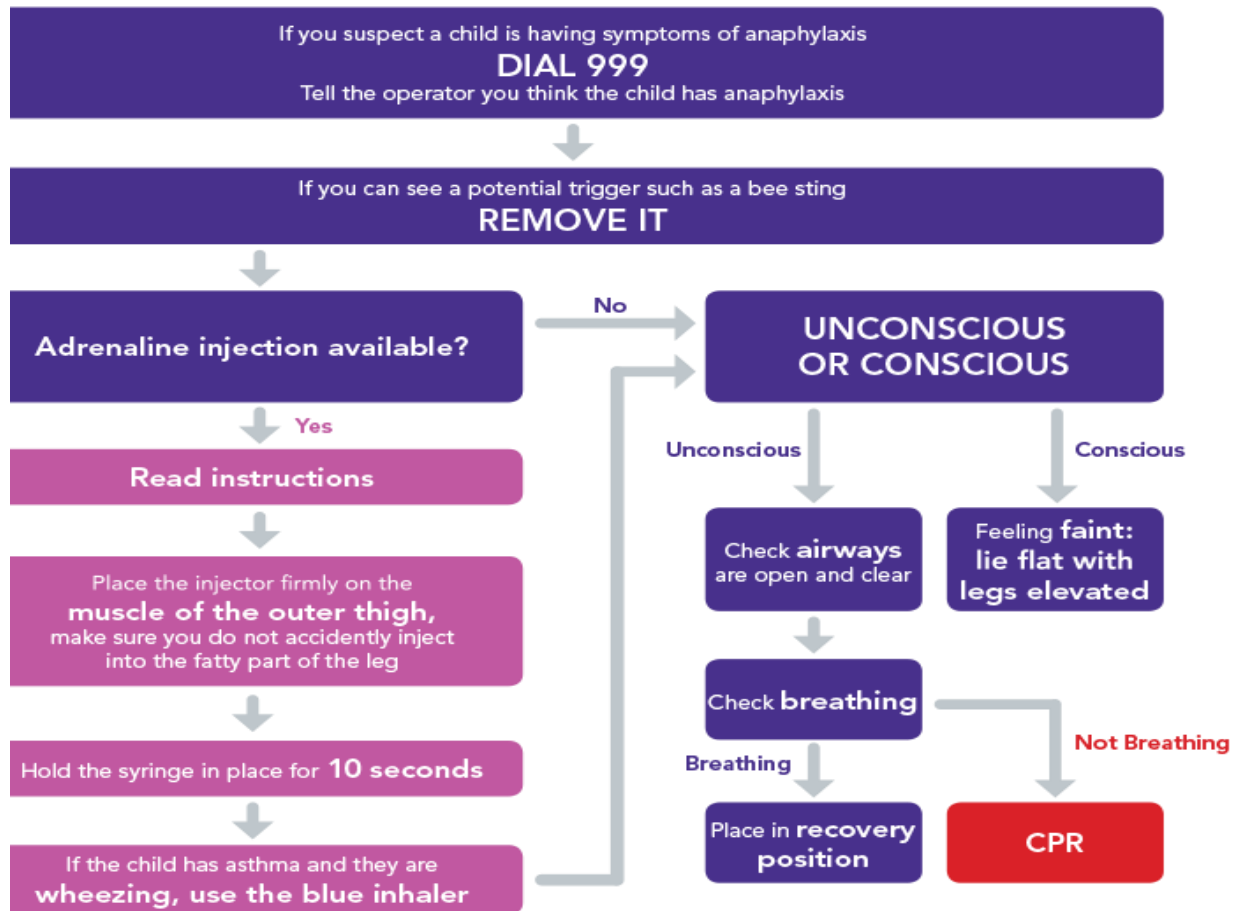 If you suspect a child is having symptoms of anaphylaxis
DIAL 999
Tell the operator you think the child has anaphylaxis
If you can see a potential trigger such as a bee sting
REMOVE IT
Adrenaline injection available?
No
Yes
Read instructions
Place the injector firmly on the
muscle of the outer thigh,
make sure you do not accidently inject
into the fatty part of the leg
Hold the syringe in place for 10 seconds
If the child has asthma and they are
wheezing, use the blue inhaler
UNCONSCIOUS
OR CONSCIOUS
Unconscious
Conscious
Check airways
are open and clear
Feeling faint:
lie flat with
legs elevated
Check breathing
Breathing
Not Breathing
Place in recovery
position
CPR